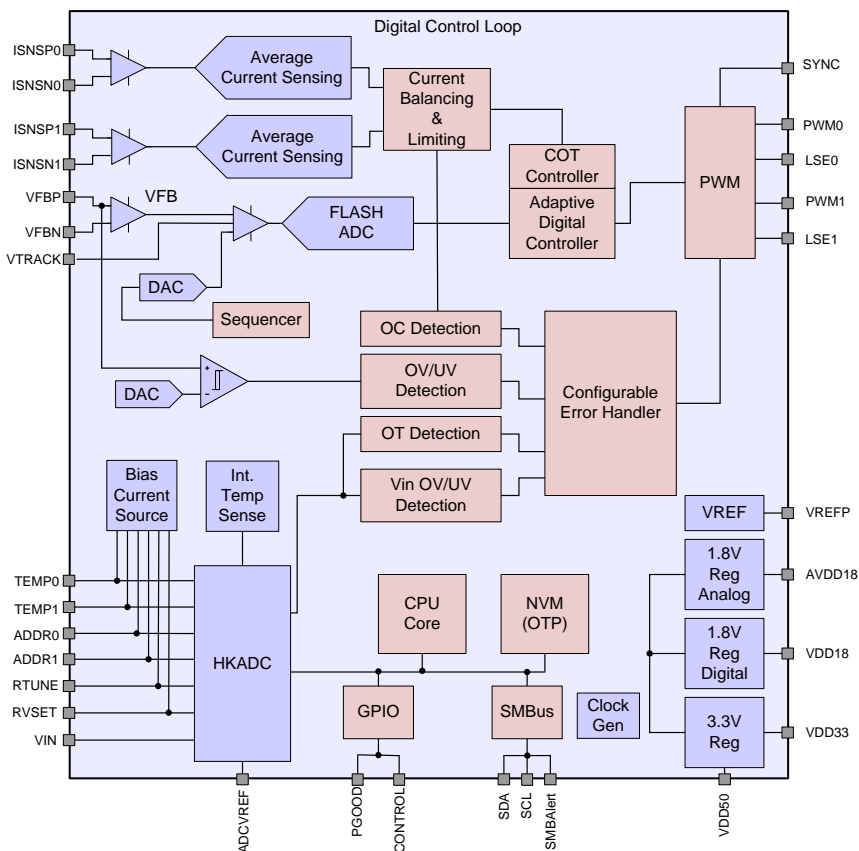 Digital Control Loop
ISNSP0
ISNSN0
ISNSP1
ISNSN1
VFBP
VFBN
VTRACK
Average
Current Sensing
Average
Current Sensing
VFB
FLASH
ADC
DAC
Sequencer
Current
Balancing
&
Limiting
COT
Controller
Adaptive
Digital
Controller
PWM
SYNC
PWM0
LSE0
PWM1
LSE1
+
-
DAC
OC Detection
OV/UV
Detection
OT Detection
Vin OV/UV
Detection
Configurable
Error Handler
Bias
Current
Source
Int.
Temp
Sense
TEMP0
TEMP1
ADDR0
ADDR1
RTUNE
RVSET
VIN
HKADC
CPU
Core
NVM
(OTP)
GPIO
SMBus
Clock
Gen
VREF
1.8V
Reg
Analog
1.8V
Reg
Digital
3.3V
Reg
VREFP
AVDD18
VDD18
VDD33
ADCVREF
PGOOD
CONTROL
SDA
SCL
SMBAlert
VDD50